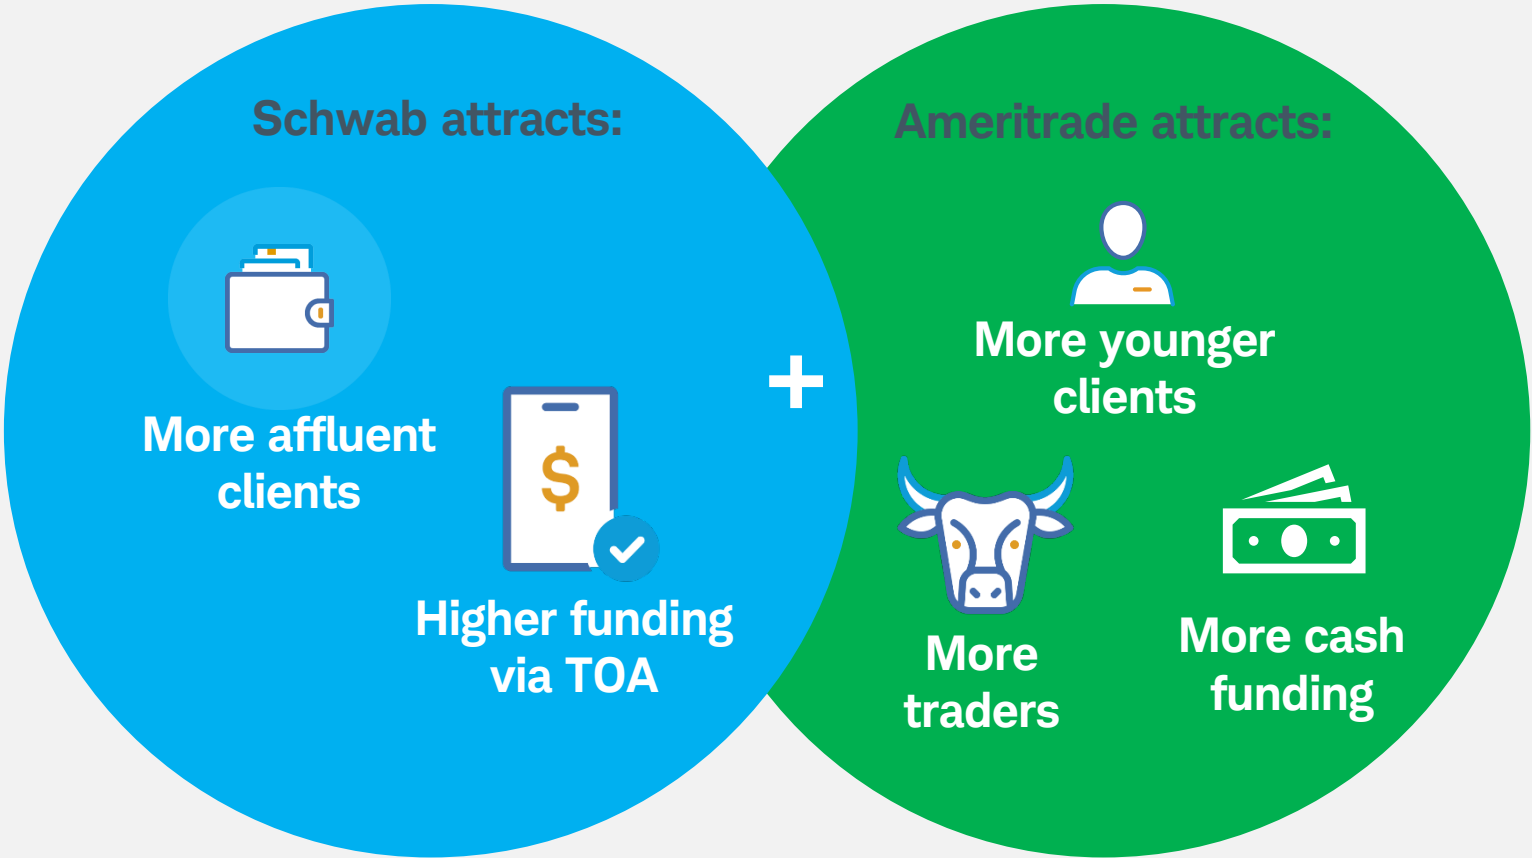 Schwab attracts:
More affluent
clients
$
Higher funding
via TOA
+
Ameritrade attracts:
More younger
clients
More
traders
More cash
funding